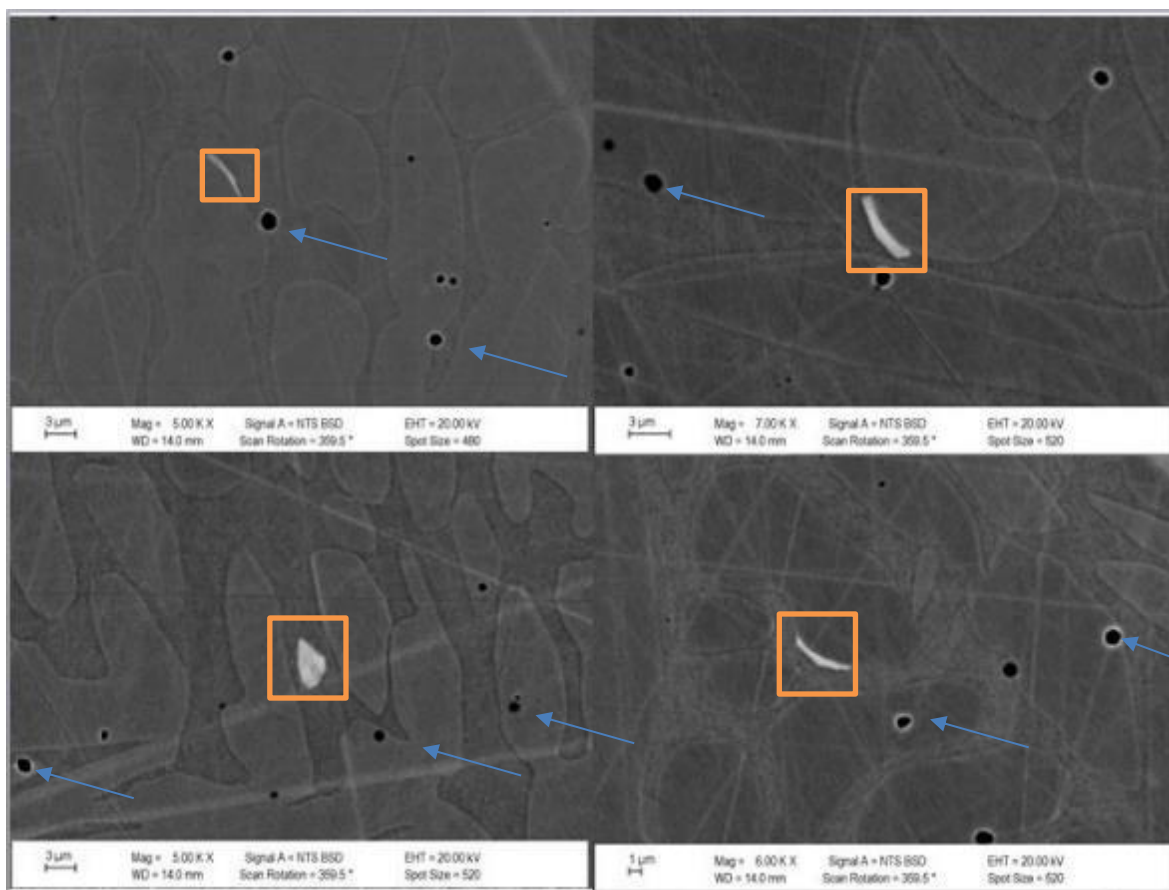 3 µm
Mag = 5.00 K X Signal A = NTS BSD EHT = 20.00 kV
WD = 14.0 mm Scan Rotation = 359.5 ° Spot Size = 480
3 µm
Mag = 7.00 K X Signal A = NTS BSD EHT = 20.00 kV
WD = 14.0 mm Scan Rotation = 359.5 ° Spot Size = 520
3 µm
Mag = 5.00 K X Signal A = NTS BSD EHT = 20.00 kV
WD = 14.0 mm Scan Rotation = 359.5 ° Spot Size = 520
1 µm
Mag = 6.00 K X Signal A = NTS BSD EHT = 20.00 kV
WD = 14.0 mm Scan Rotation = 359.5 ° Spot Size = 520